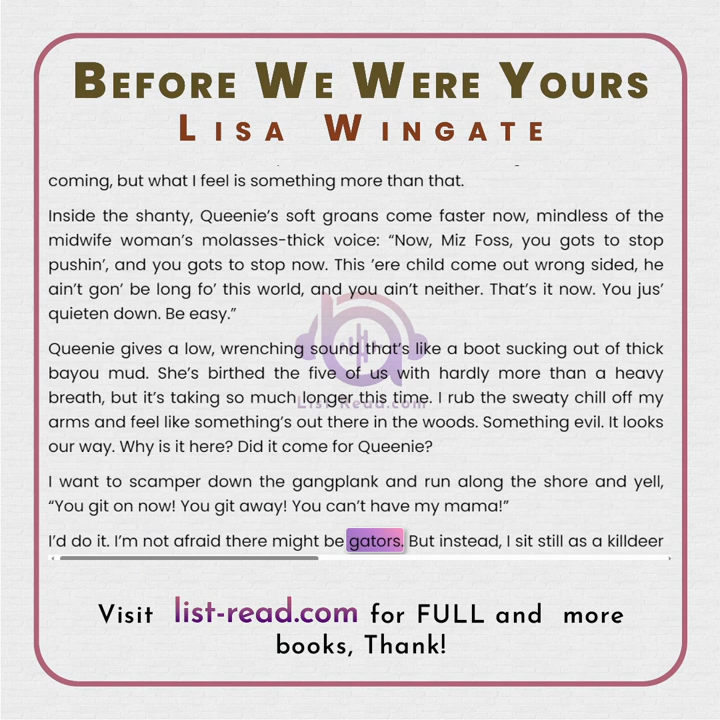 BEFORE WE WERE YOURS
LISA WINGATE
coming, but what I feel is something more than that.
Inside the shanty, Queenie’s soft groans come faster now, mindless of the
midwife woman’s molasses-thick voice: “Now, Miz Foss, you gots to stop
pushin’, and you gots to stop now. This ’ere child come out wrong sided, he
ain’t gon’ be long fo’ this world, and you ain’t neither. That’s it now. You jus’
quieten down. Be easy.”
Queenie gives a low, wrenching sound that’s like a boot sucking out of thick
bayou mud. She’s birthed the five of us with hardly more than a heavy
breath, but it’s taking so much longer this time. I rub the sweaty chill off my
List-Read.com
arms and feel like something’s out there in the woods. Something evil. It looks
our way. Why is it here? Did it come for Queenie?
I want to scamper down the gangplank and run along the shore and yell,
“You git on now! You git away! You can’t have my mama!”
I’d do it. I’m not afraid there might be gators. But instead, I sit still as a killdeer
Visit list-read.com for FULL and more
books, Thank!